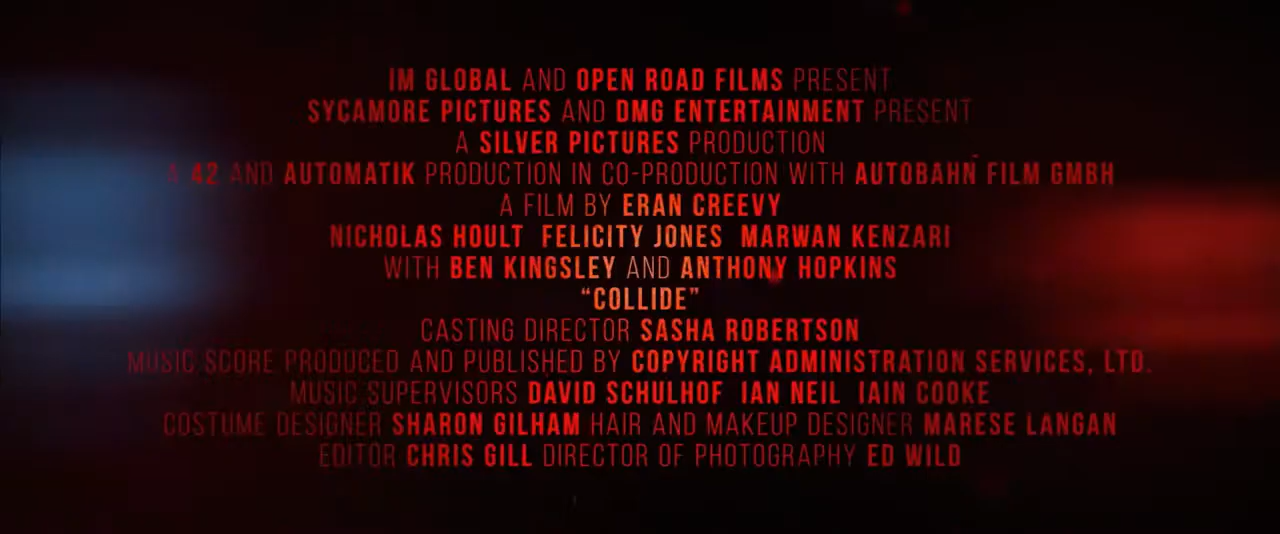 IM GLOBAL AND OPEN ROAD FILMS PRESENT
SYCAMORE PICTURES AND DMG ENTERTAINMENT PRESENT
A SILVER PICTURES PRODUCTION
A 42 AND AUTOMATIK PRODUCTION IN CO-PRODUCTION WITH AUTOBAHN FILM GMBH
A FILM BY ERAN CREEVY
NICHOLAS HOULT FELICITY JONES MARWAN KENZARI
WITH BEN KINGSLEY AND ANTHONY HOPKINS
“COLLIDE”
CASTING DIRECTOR SASHA ROBERTSON
MUSIC SCORE PRODUCED AND PUBLISHED BY COPYRIGHT ADMINISTRATION SERVICES, LTD.
MUSIC SUPERVISORS DAVID SCHULHOF IAN NEIL IAIN COOKE
COSTUME DESIGNER SHARON GILHAM HAIR AND MAKEUP DESIGNER MARESE LANGAN
EDITOR CHRIS GILL DIRECTOR OF PHOTOGRAPHY ED WILD